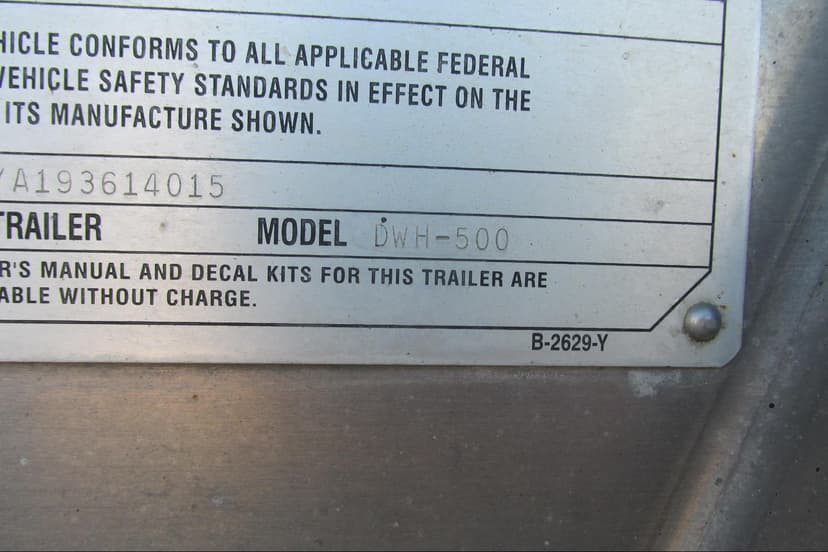 HICLE CONFORMS TO ALL APPLICABLE FEDERAL
VEHICLE SAFETY STANDARDS IN EFFECT ON THE
ITS MANUFACTURE SHOWN.
YA193614015
TRAILER MODEL DWH-500
R'S MANUAL AND DECAL KITS FOR THIS TRAILER ARE
ABLE WITHOUT CHARGE.
B-2629-Y